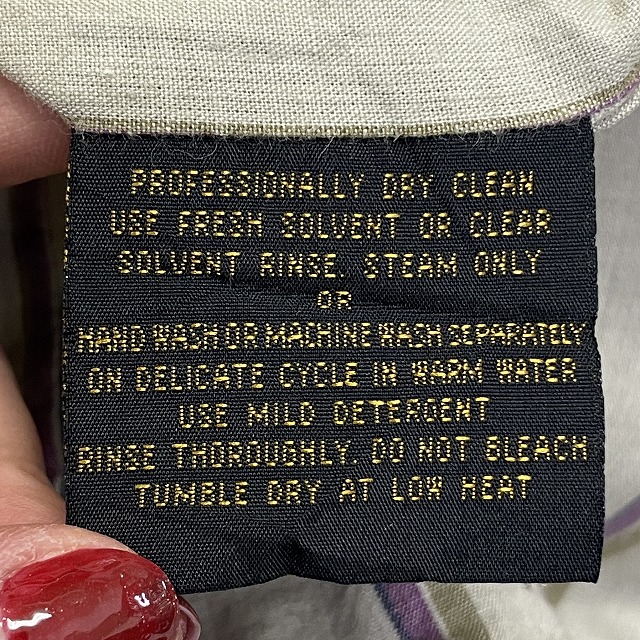 PROFESSIONALLY DRY CLEAN
USE FRESH SOLVENT OR CLEAR
SOLVENT RINSE. STEAM ONLY
OR
HAND WASH OR MACHINE WASH SEPARATELY
ON DELICATE CYCLE IN WARM WATER
USE MILD DETERGENT
RINSE THOROUGHLY. DO NOT BLEACH
TUMBLE DRY AT LOW HEAT